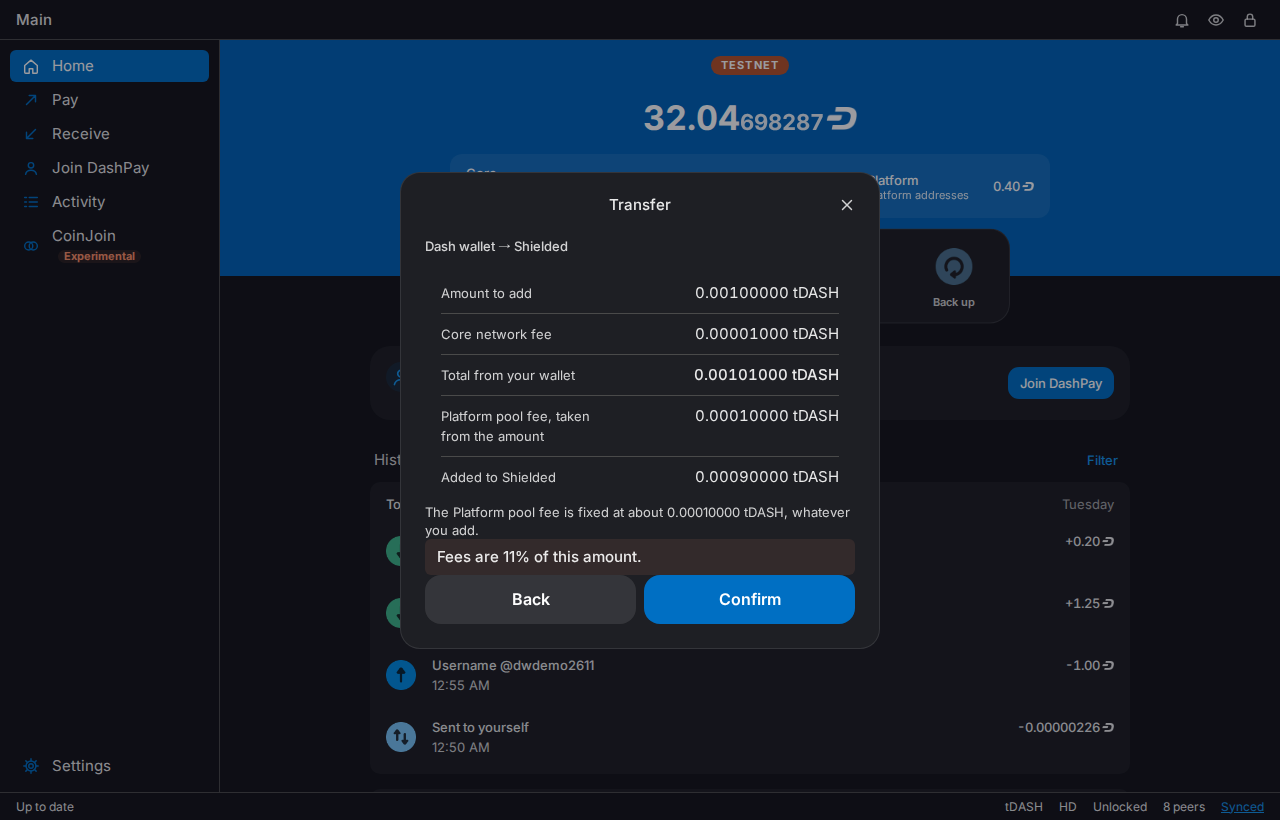 Main
Home
Pay
Receive
Join DashPay
Activity
CoinJoin
Experimental
Settings
TESTNET
32.04698287
Platform
0.40
Back up
Join DashPay
Filter
Tuesday
+0.20
+1.25
Transfer
Dash wallet → Shielded
Amount to add 0.00100000 tDASH
Core network fee 0.00001000 tDASH
Total from your wallet 0.00101000 tDASH
Platform pool fee, taken 0.00010000 tDASH
from the amount
Added to Shielded 0.00090000 tDASH
The Platform pool fee is fixed at about 0.00010000 tDASH, whatever
you add.
Fees are 11% of this amount.
Back Confirm
Username @dwdemo2611 -1.00
12:55 AM
Sent to yourself -0.00000226
12:50 AM
Up to date tDASH HD Unlocked 8 peers Synced